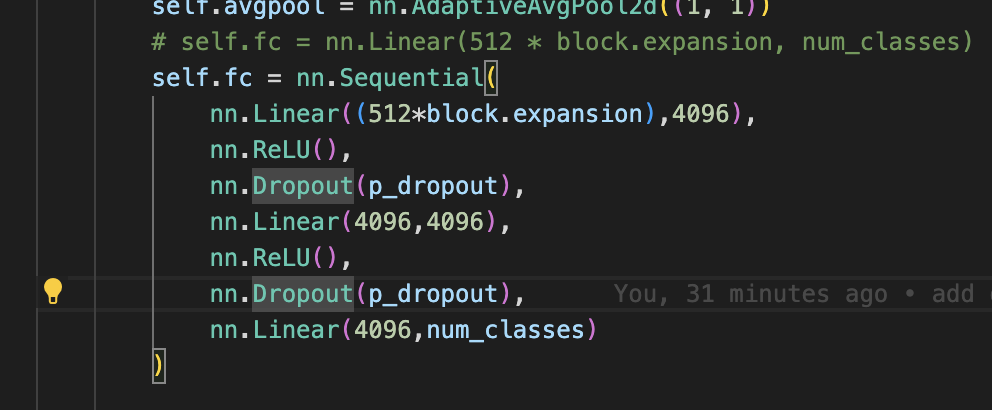 self.avgpool = nn.AdaptiveAvgPool2d((1, 1))
# self.fc = nn.Linear(512 * block.expansion, num_classes)
self.fc = nn.Sequential(
nn.Linear((512*block.expansion),4096),
nn.ReLU(),
nn.Dropout(p_dropout),
nn.Linear(4096,4096),
nn.ReLU(),
nn.Dropout(p_dropout), You, 31 minutes ago • add
nn.Linear(4096,num_classes)
)